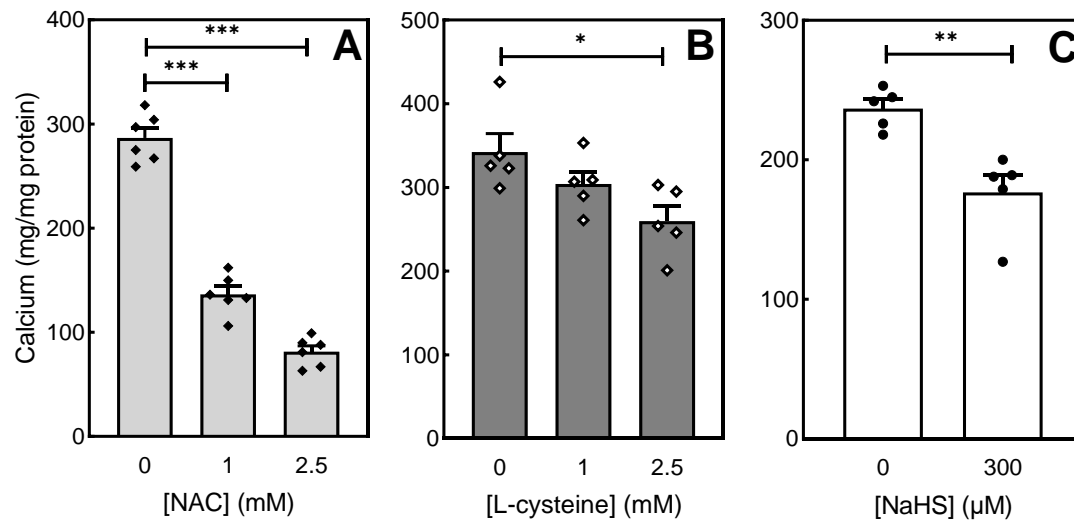 Calcium (mg/mg protein)
400
300
200
100
0
A
***
***
0 1 2.5
[NAC] (mM)
500
400
300
200
100
0
B
*
0 1 2.5
[L-cysteine] (mM)
300
200
100
0
C
**
0 300
[NaHS] (µM)